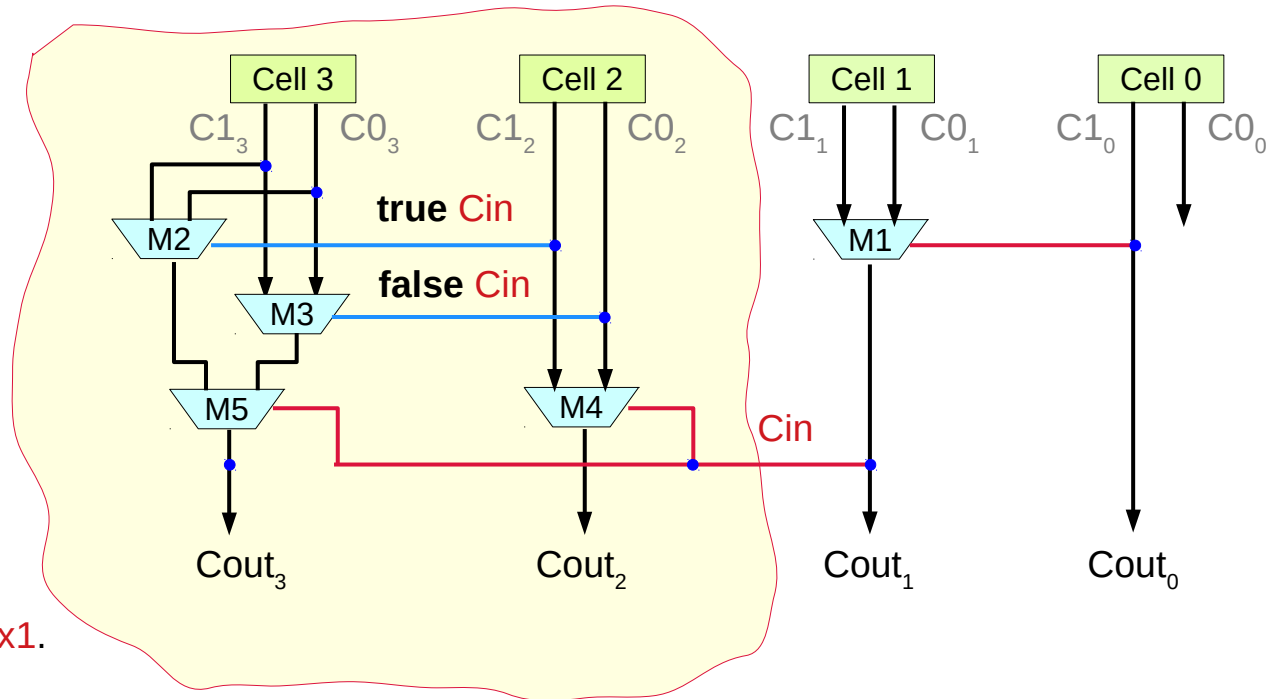 Cell 3 Cell 2 Cell 1 Cell 0
C1₃ C0₃ C1₂ C0₂ C1₁ C0₁ C1₀ C0₀
true Cin
M2 M1
false Cin
M3
M5 M4
Cin
Cout₃ Cout₂ Cout₁ Cout₀
x1.